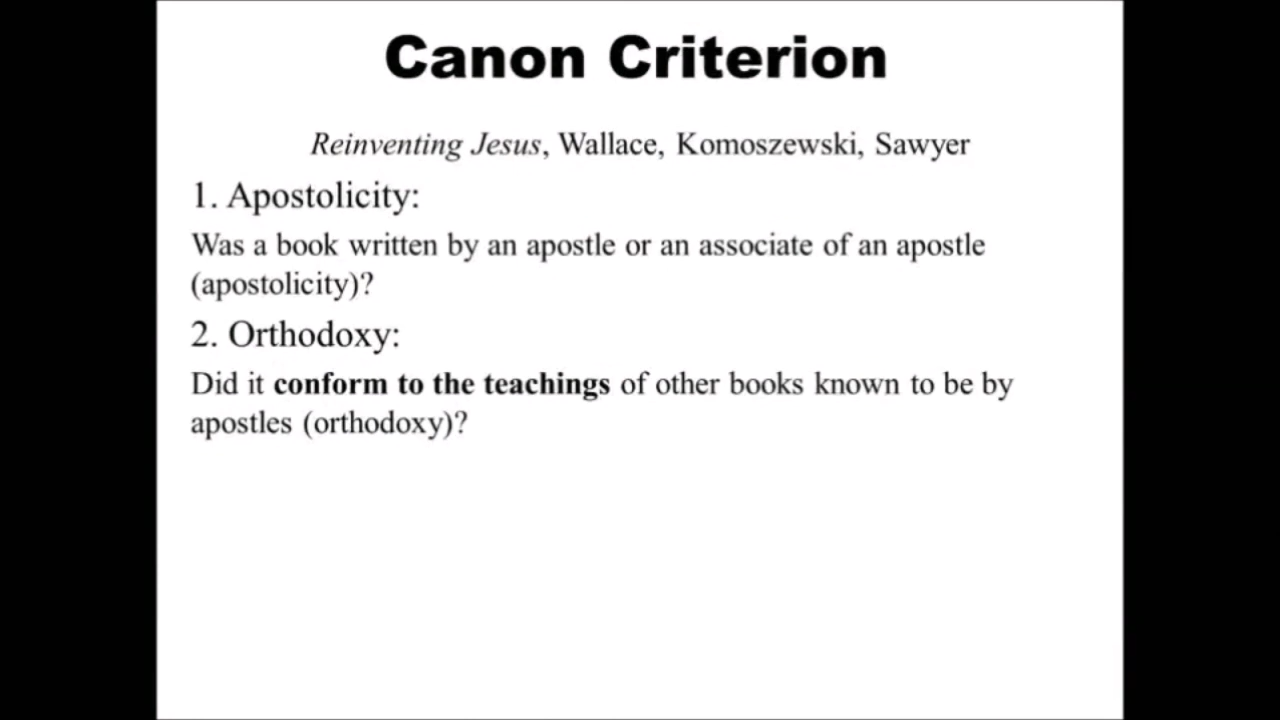 Canon Criterion
Reinventing Jesus, Wallace, Komoszewski, Sawyer
1. Apostolicity:
Was a book written by an apostle or an associate of an apostle
(apostolicity)?
2. Orthodoxy:
Did it conform to the teachings of other books known to be by
apostles (orthodoxy)?